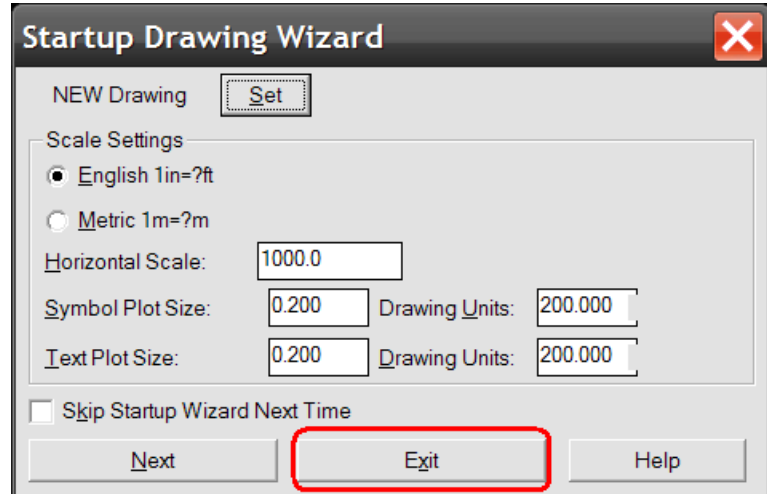 Startup Drawing Wizard
NEW Drawing Set
Scale Settings
English 1in=?ft
Metric 1m=?m
Horizontal Scale: 1000.0
Symbol Plot Size: 0.200 Drawing Units: 200.000
Text Plot Size: 0.200 Drawing Units: 200.000
Skip Startup Wizard Next Time
Next Exit Help